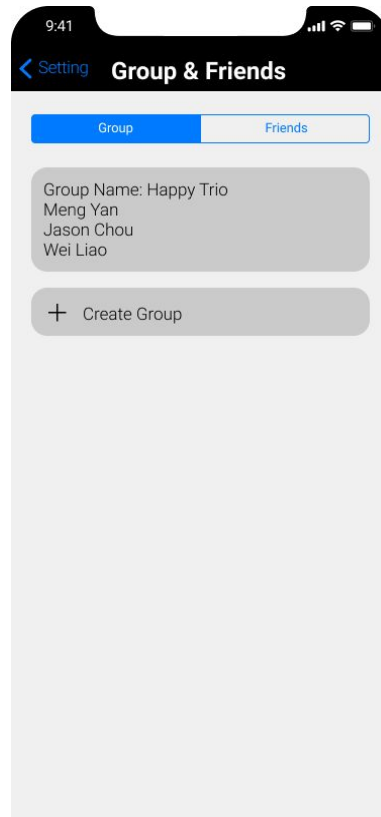 9:41
Setting
Group & Friends
Group
Friends
Group Name: Happy Trio
Meng Yan
Jason Chou
Wei Liao
+ Create Group